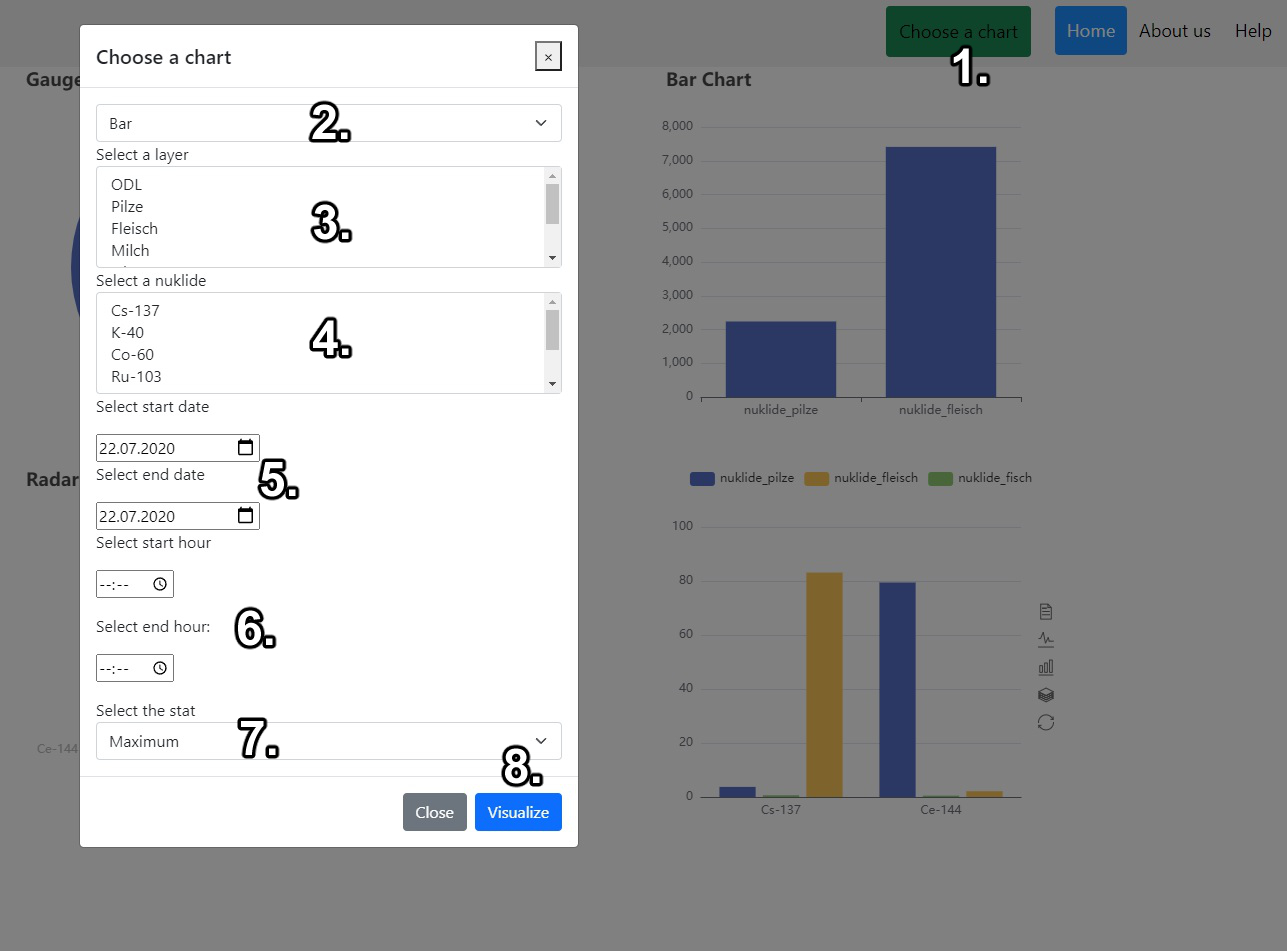 Choose a chart
Home
About us
Help
1.
Choose a chart
×
Bar
2.
Select a layer
ODL
Pilze
Fleisch
Milch
3.
Select a nuklide
Cs-137
K-40
Co-60
Ru-103
4.
Select start date
22.07.2020
Select end date
5.
22.07.2020
Select start hour
--:--
Select end hour:
6.
--:--
Select the stat
Maximum
7.
8.
Close
Visualize
Gauge
Radar
Ce-144
Bar Chart
8,000
7,000
6,000
5,000
4,000
3,000
2,000
1,000
0
nuklide_pilze
nuklide_fleisch
nuklide_pilze
nuklide_fleisch
nuklide_fisch
100
80
60
40
20
0
Cs-137
Ce-144